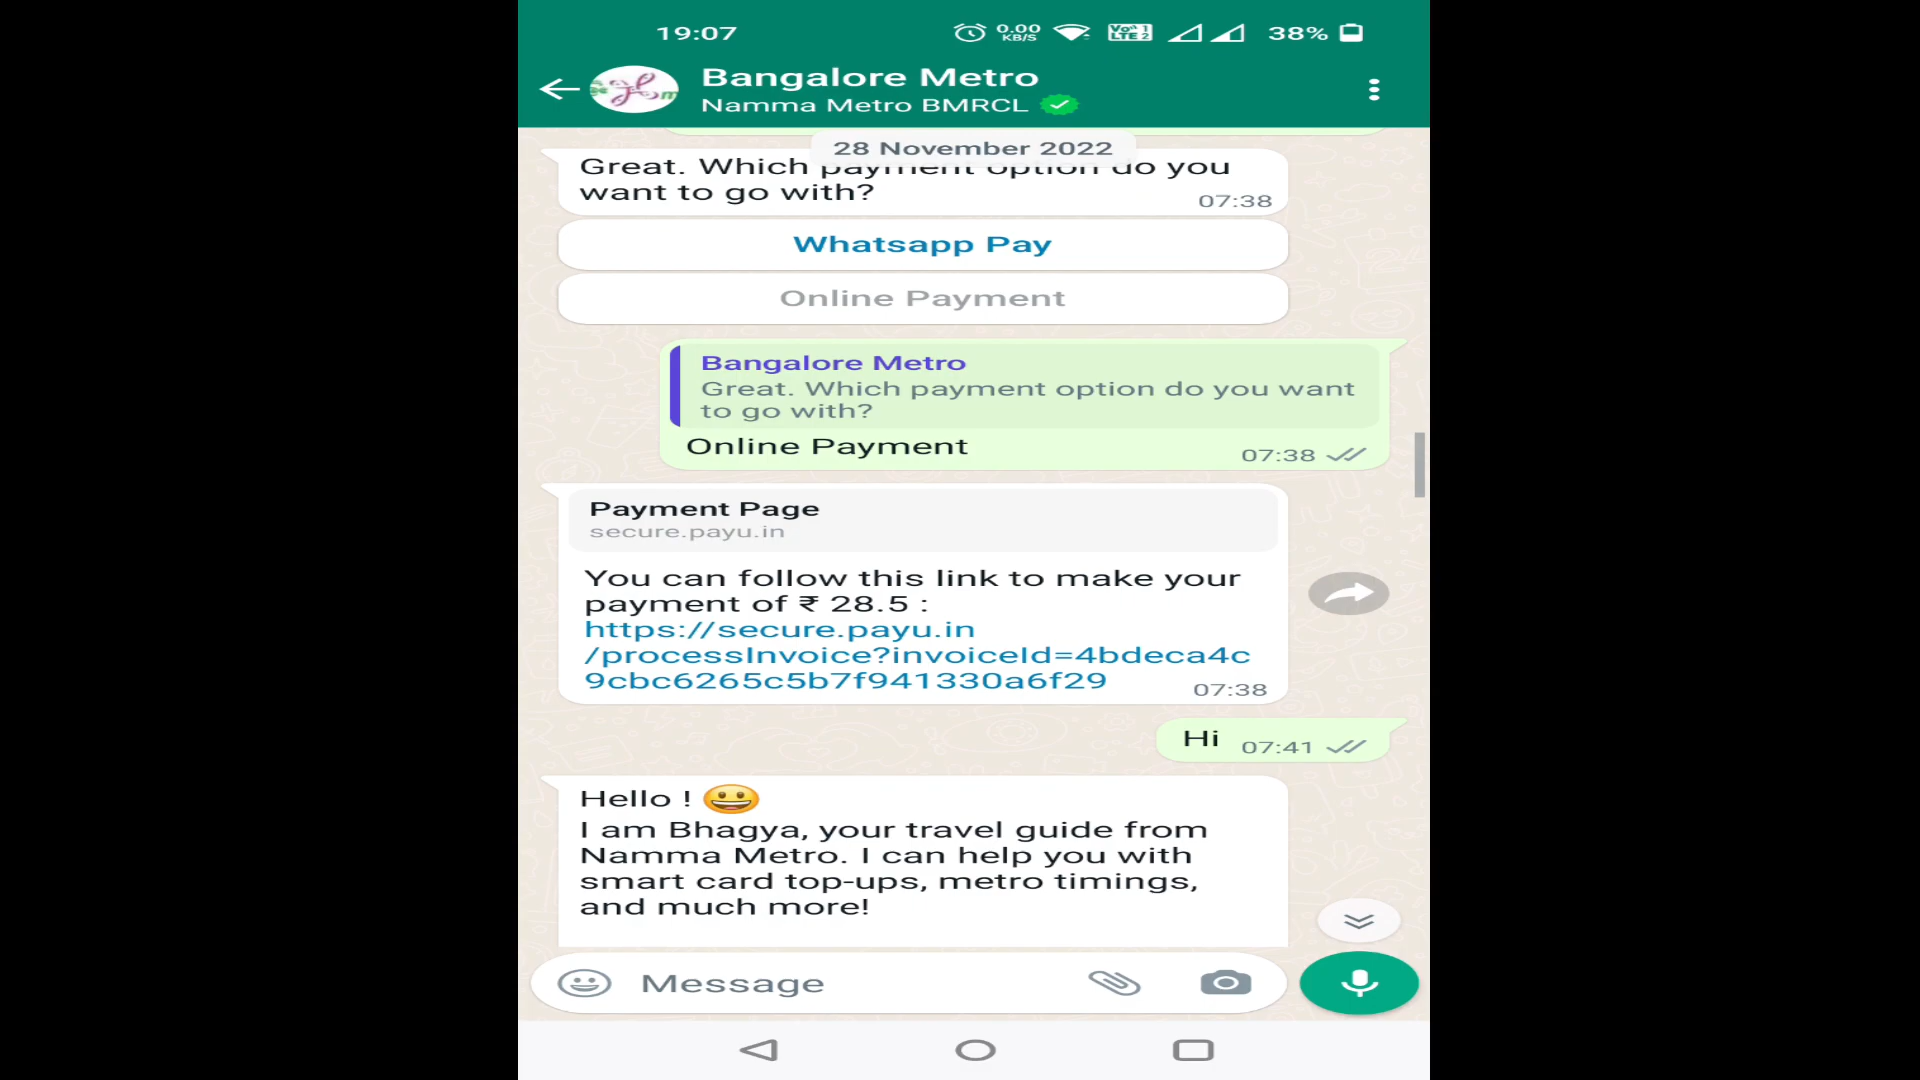 19:07
0.00 KB/S
Vo) 1 LTE 2
38%
Bangalore Metro
Namma Metro BMRCL
28 November 2022
Great. Which payment option do you
want to go with?
07:38
Whatsapp Pay
Online Payment
Bangalore Metro
Great. Which payment option do you want
to go with?
Online Payment
07:38
Payment Page
secure.payu.in
You can follow this link to make your
payment of ₹ 28.5 :
https://secure.payu.in
/processInvoice?invoiceId=4bdeca4c
9cbc6265c5b7f941330a6f29
07:38
Hi
07:41
Hello ! 😀
I am Bhagya, your travel guide from
Namma Metro. I can help you with
smart card top-ups, metro timings,
and much more!
Message